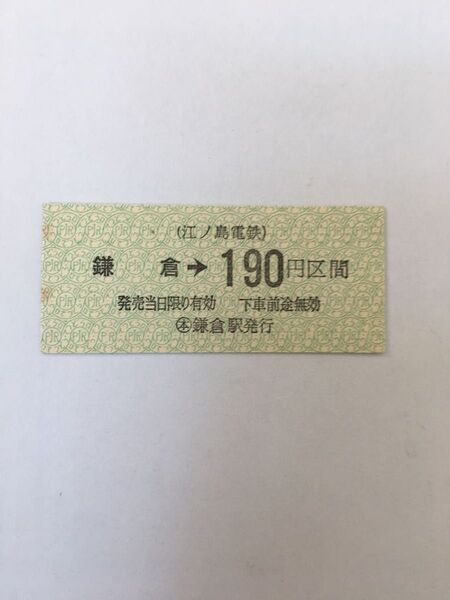 (江ノ島電鉄)
鎌 倉 → 190円区間
発売当日限り有効 下車前途無効
㊍鎌倉駅発行